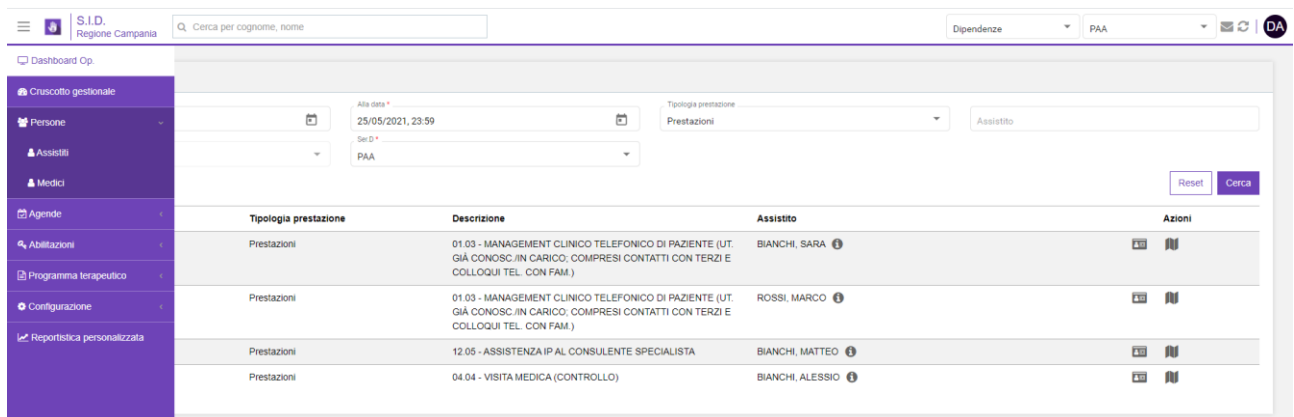 S.I.D.
Regione Campania
Cerca per cognome, nome
Dipendenze
PAA
DA
Dashboard Op.
Cruscotto gestionale
Persone
Assistiti
Medici
Agende
Abilitazioni
Programma terapeutico
Configurazione
Reportistica personalizzata
Alla data *
25/05/2021, 23:59
Tipologia prestazione
Prestazioni
Assistito
Ser.D *
PAA
Reset
Cerca
Tipologia prestazione Descrizione Assistito Azioni
Prestazioni 01.03 - MANAGEMENT CLINICO TELEFONICO DI PAZIENTE (UT. BIANCHI, SARA
GIÀ CONOSC./IN CARICO; COMPRESI CONTATTI CON TERZI E
COLLOQUI TEL. CON FAM.)
Prestazioni 01.03 - MANAGEMENT CLINICO TELEFONICO DI PAZIENTE (UT. ROSSI, MARCO
GIÀ CONOSC./IN CARICO; COMPRESI CONTATTI CON TERZI E
COLLOQUI TEL. CON FAM.)
Prestazioni 12.05 - ASSISTENZA IP AL CONSULENTE SPECIALISTA BIANCHI, MATTEO
Prestazioni 04.04 - VISITA MEDICA (CONTROLLO) BIANCHI, ALESSIO